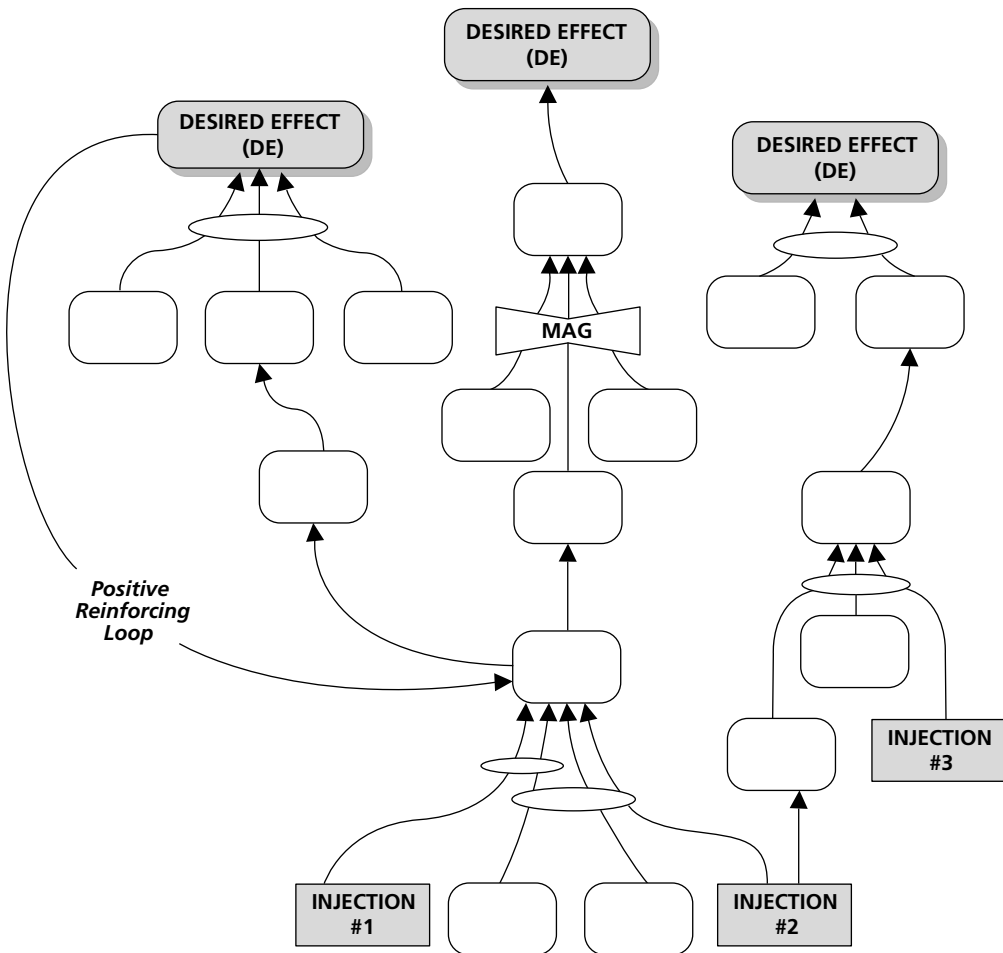 DESIRED EFFECT
(DE)
DESIRED EFFECT
(DE)
DESIRED EFFECT
(DE)
MAG
Positive
Reinforcing
Loop
INJECTION
#3
INJECTION
#1
INJECTION
#2